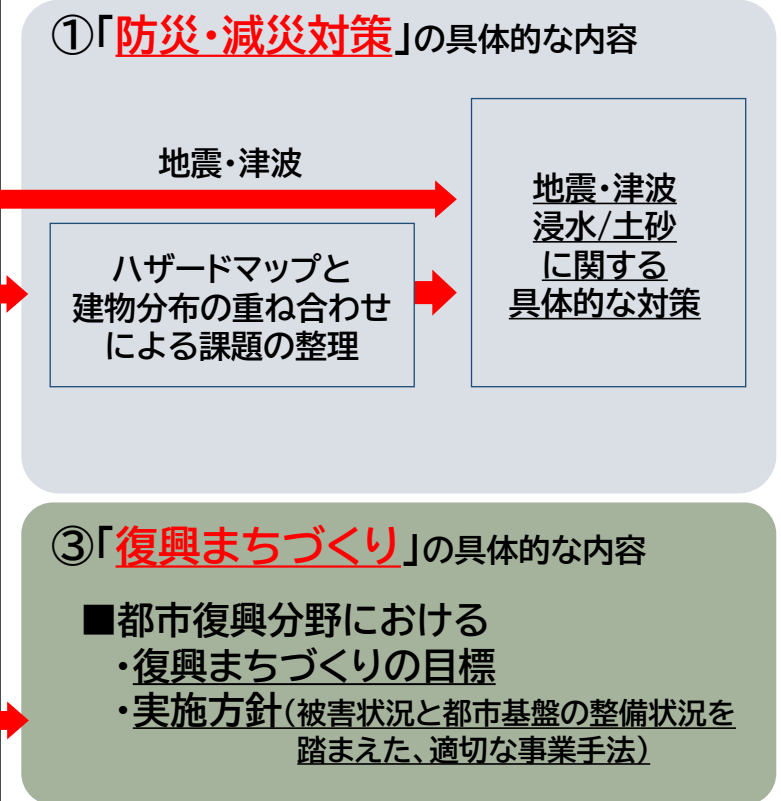 ①「防災・減災対策」の具体的な内容
地震・津波
ハザードマップと
建物分布の重ね合わせ
による課題の整理
地震・津波
浸水/土砂
に関する
具体的な対策
③「復興まちづくり」の具体的な内容
■都市復興分野における
・復興まちづくりの目標
・実施方針(被害状況と都市基盤の整備状況を
踏まえた、適切な事業手法)